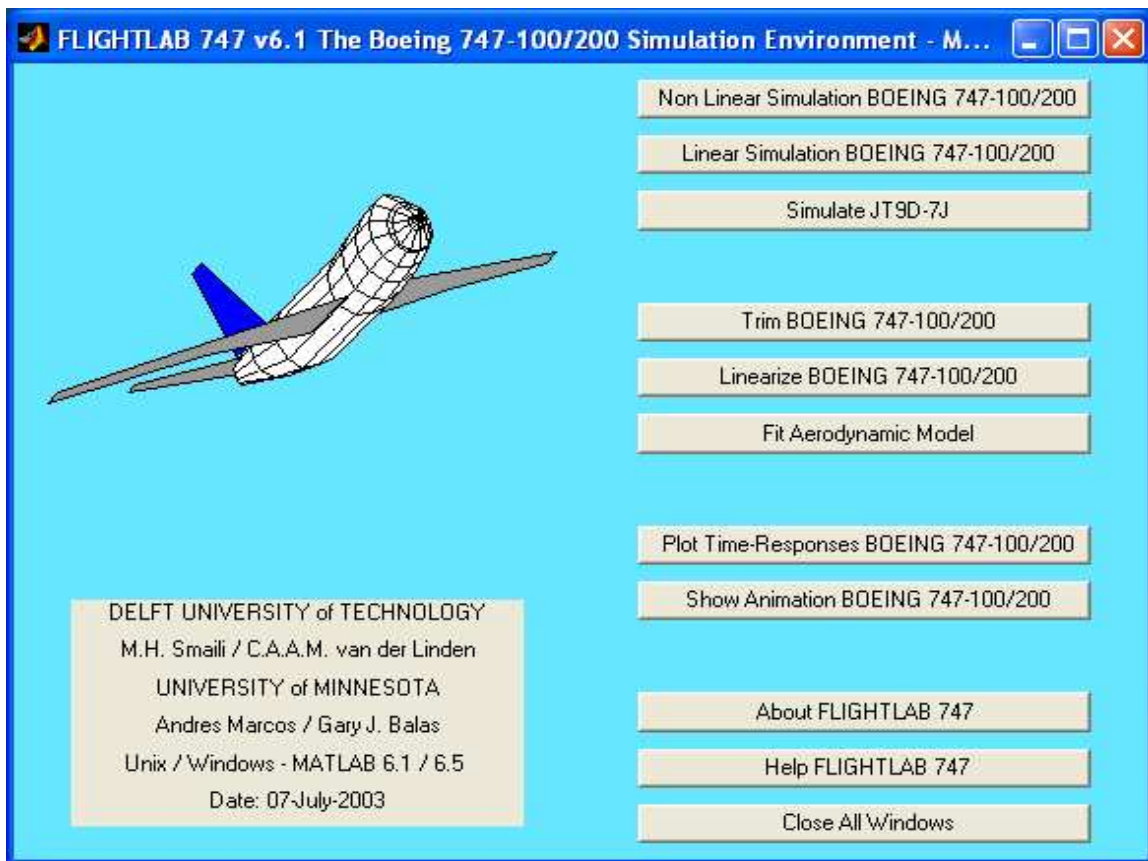 FLIGHTLAB 747 v6.1 The Boeing 747-100/200 Simulation Environment - M...
Non Linear Simulation BOEING 747-100/200
Linear Simulation BOEING 747-100/200
Simulate JT9D-7J
Trim BOEING 747-100/200
Linearize BOEING 747-100/200
Fit Aerodynamic Model
Plot Time-Responses BOEING 747-100/200
Show Animation BOEING 747-100/200
DELFT UNIVERSITY of TECHNOLOGY
M.H. Smaili / C.A.A.M. van der Linden
UNIVERSITY of MINNESOTA
Andres Marcos / Gary J. Balas
Unix / Windows - MATLAB 6.1 / 6.5
Date: 07-July-2003
About FLIGHTLAB 747
Help FLIGHTLAB 747
Close All Windows